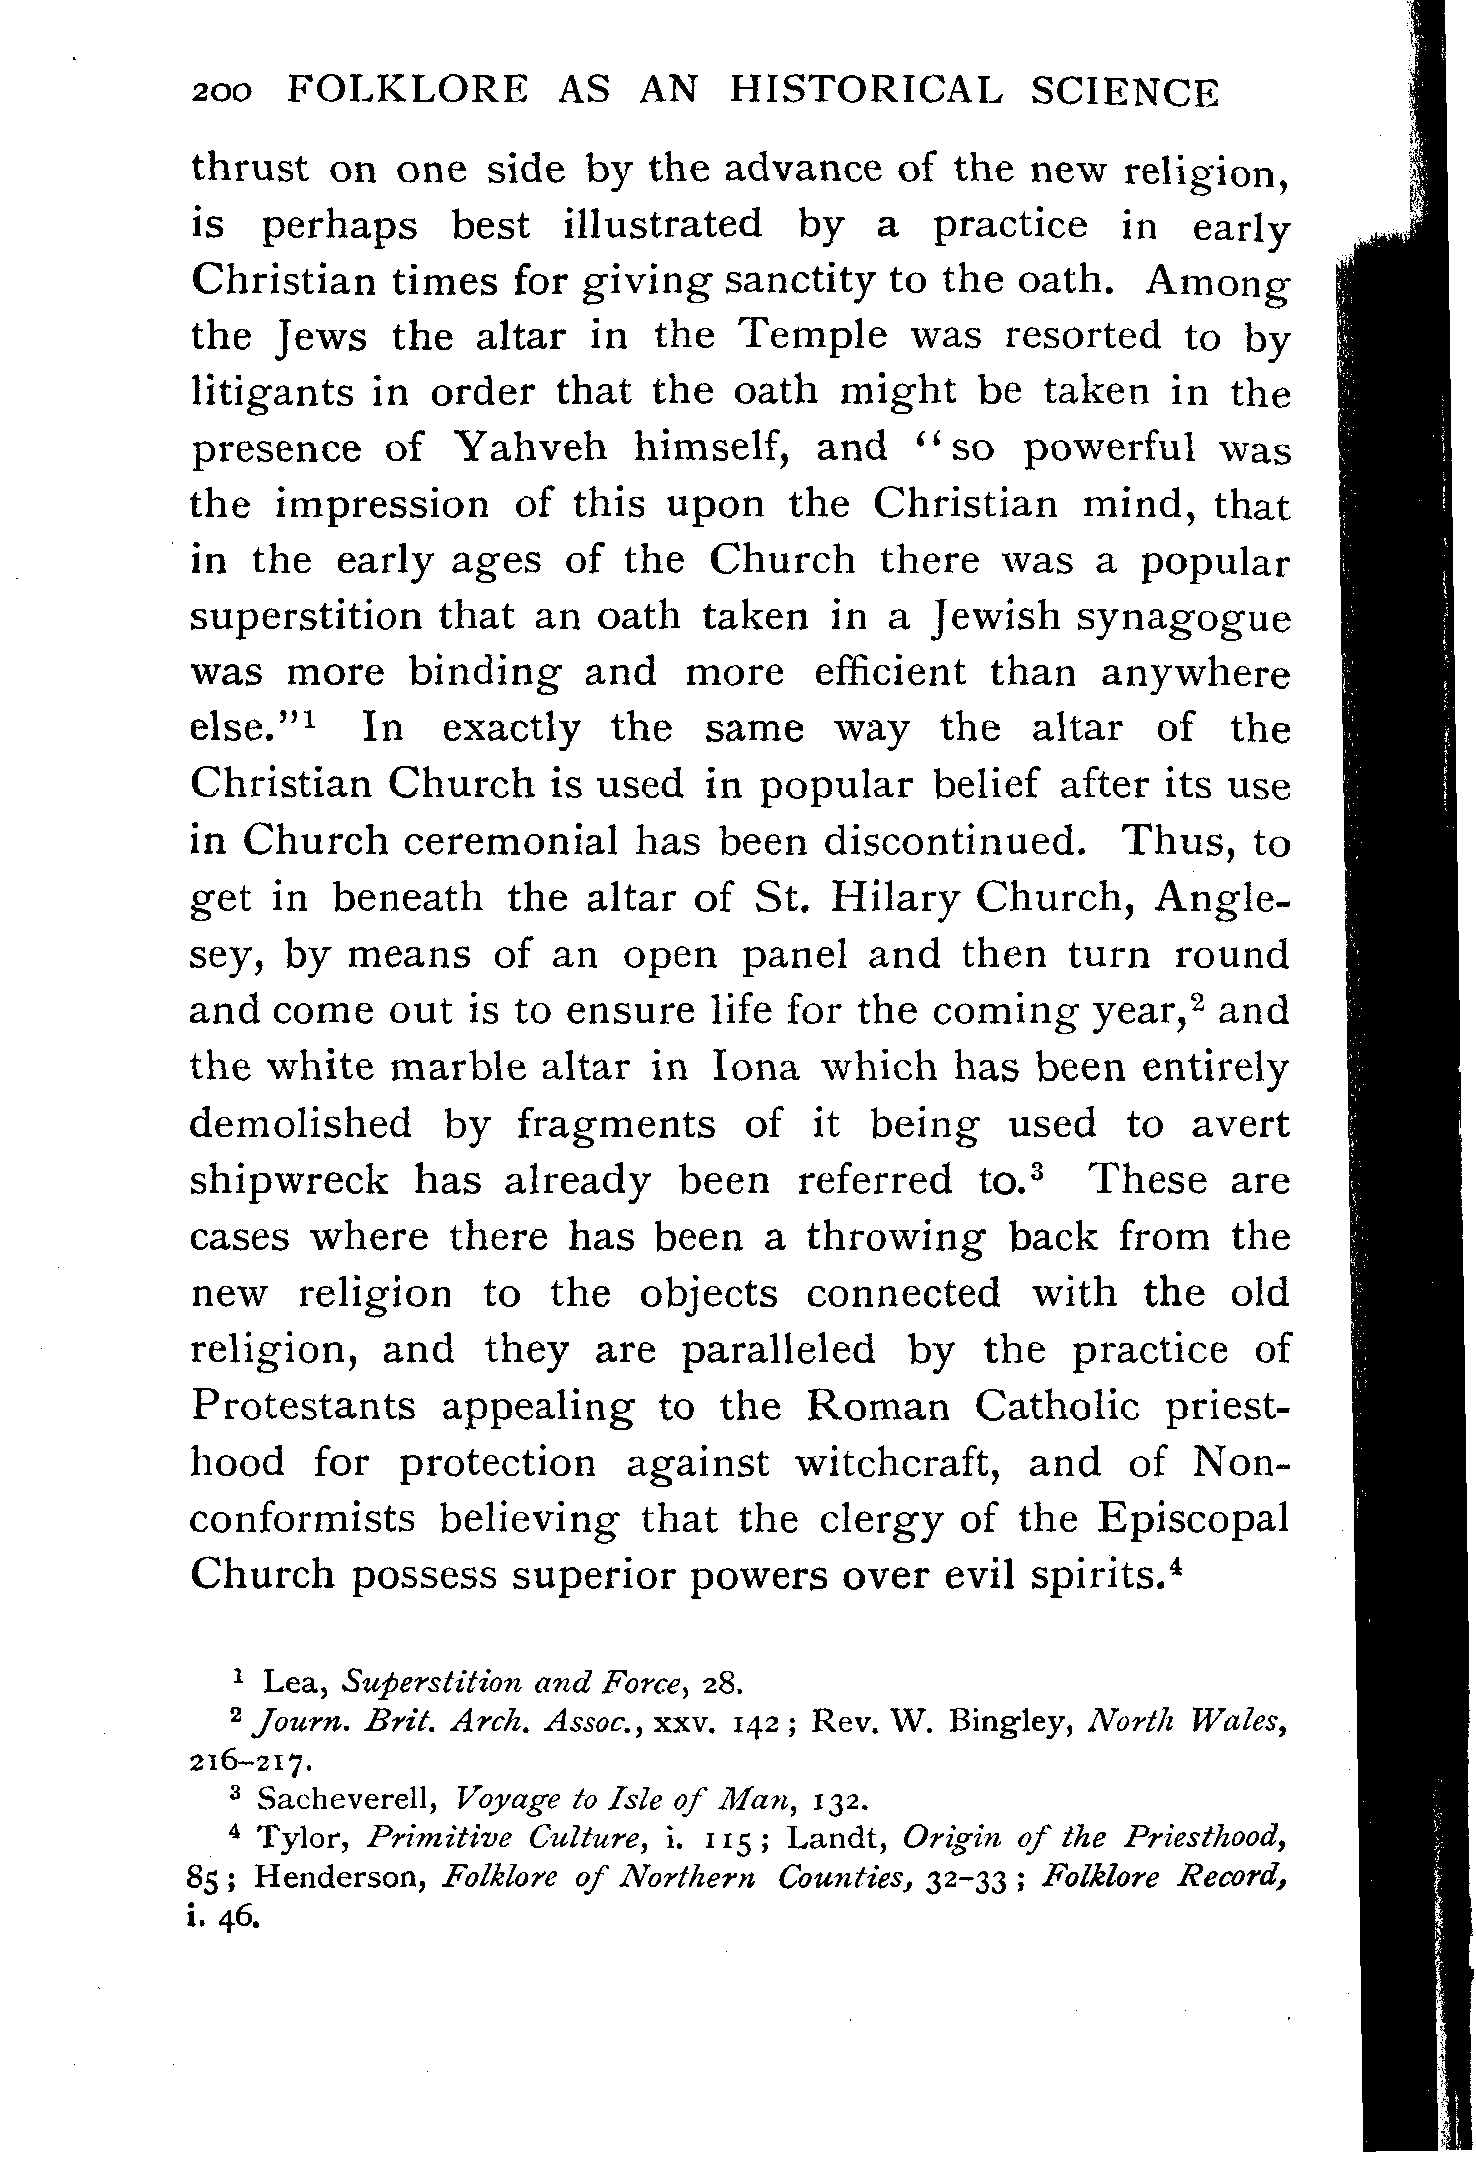 200 FOLKLORE AS AN HISTORICAL SCIENCE
thrust on one side by the advance of the new religion,
is perhaps best illustrated by a practice in early
Christian times for giving sanctity to the oath. Among
the Jews the altar in the Temple was resorted to by
litigants in order that the oath might be taken in the
presence of Yahveh himself, and “so powerful was
the impression of this upon the Christian mind, that
in the early ages of the Church there was a popular
superstition that an oath taken in a Jewish synagogue
was more binding and more efficient than anywhere
else.”¹ In exactly the same way the altar of the
Christian Church is used in popular belief after its use
in Church ceremonial has been discontinued. Thus, to
get in beneath the altar of St. Hilary Church, Angle-
sey, by means of an open panel and then turn round
and come out is to ensure life for the coming year,² and
the white marble altar in Iona which has been entirely
demolished by fragments of it being used to avert
shipwreck has already been referred to.³ These are
cases where there has been a throwing back from the
new religion to the objects connected with the old
religion, and they are paralleled by the practice of
Protestants appealing to the Roman Catholic priest-
hood for protection against witchcraft, and of Non-
conformists believing that the clergy of the Episcopal
Church possess superior powers over evil spirits.⁴
¹ Lea, Superstition and Force, 28.
² Journ. Brit. Arch. Assoc., xxv. 142; Rev. W. Bingley, North Wales,
216–217.
³ Sacheverell, Voyage to Isle of Man, 132.
⁴ Tylor, Primitive Culture, i. 115; Landt, Origin of the Priesthood,
85; Henderson, Folklore of Northern Counties, 32–33; Folklore Record,
i. 46.